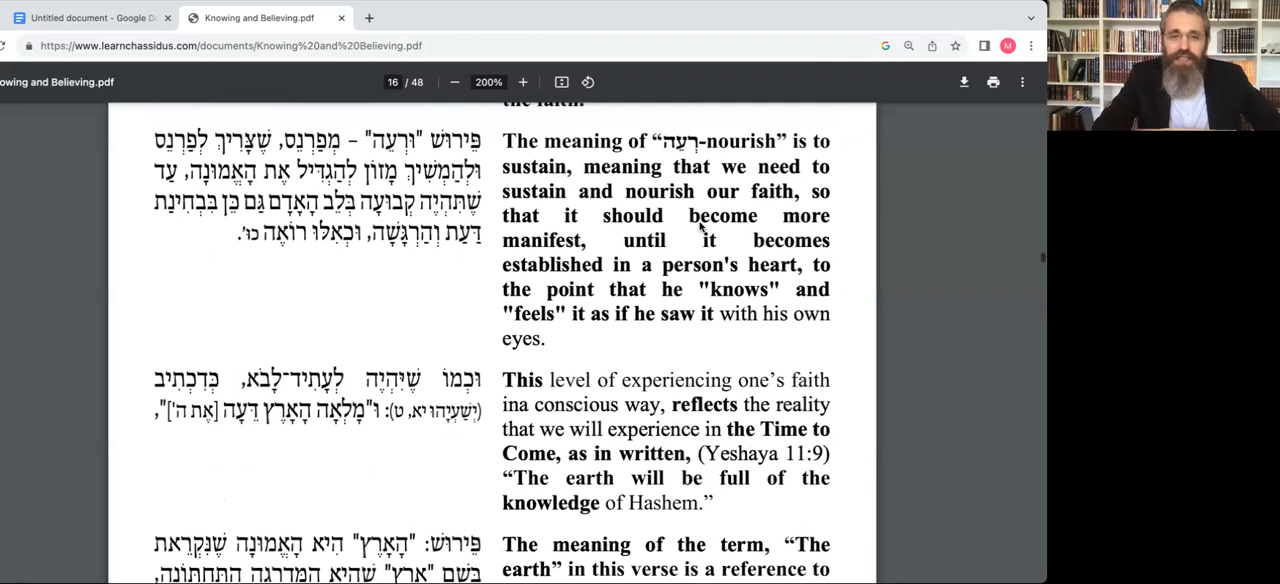 Untitled document - Google D
Knowing and Believing.pdf
https://www.learnchassidus.com/documents/Knowing%20and%20Believing.pdf
M
owing and Believing.pdf
16 / 48
200%
the faith.
פֵּירוּשׁ "וּרְעֵה" – מְפַרְנֵס, שֶׁצָּרִיךְ לְפַרְנֵס
וּלְהַמְשִׁיךְ מָזוֹן לְהַגְדִּיל אֶת הָאֱמוּנָה, עַד
שֶׁתִּהְיֶה קְבוּעָה בְּלֵב הָאָדָם גַּם כֵּן בִּבְחִינַת
דַּעַת וְהַרְגָּשָׁה, וּכְאִלּוּ רוֹאֶה כוּ'.
The meaning of “רְעֵה-nourish” is to
sustain, meaning that we need to
sustain and nourish our faith, so
that it should become more
manifest, until it becomes
established in a person's heart, to
the point that he "knows" and
"feels" it as if he saw it with his own
eyes.
וּכְמוֹ שֶׁיִּהְיֶה לְעָתִיד־לָבֹא, כְּדִכְתִיב
(יְשַׁעְיָהוּ יא, ט): וּ"מָלְאָה הָאָרֶץ דֵּעָה [אֶת ה']",
This level of experiencing one’s faith
ina conscious way, reflects the reality
that we will experience in the Time to
Come, as in written, (Yeshaya 11:9)
“The earth will be full of the
knowledge of Hashem.”
פֵּירוּשׁ: "הָאָרֶץ" הִיא הָאֱמוּנָה שֶׁנִּקְרֵאת
בְּשֵׁם "אֶרֶץ" שֶׁהִיא הַמַּדְרֵגָה הַתַּחְתּוֹנָה,
The meaning of the term, “The
earth” in this verse is a reference to